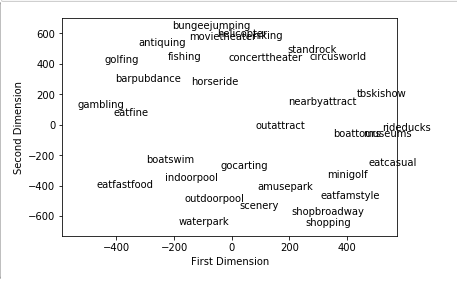 600
400
200
0
−200
−400
−600
Second Dimension
bungeejumping
helicopter
movietheater
antiquing
standrock
fishing
concerttheater
circusworld
golfing
barpubdance
horseride
tbskishow
nearbyattract
gambling
eatfine
outattract
rideducks
boattours
museums
boatswim
eatcasual
gocarting
indoorpool
minigolf
eatfastfood
amusepark
outdoorpool
eatfamstyle
scenery
shopbroadway
waterpark
shopping
−400
−200
0
200
400
First Dimension